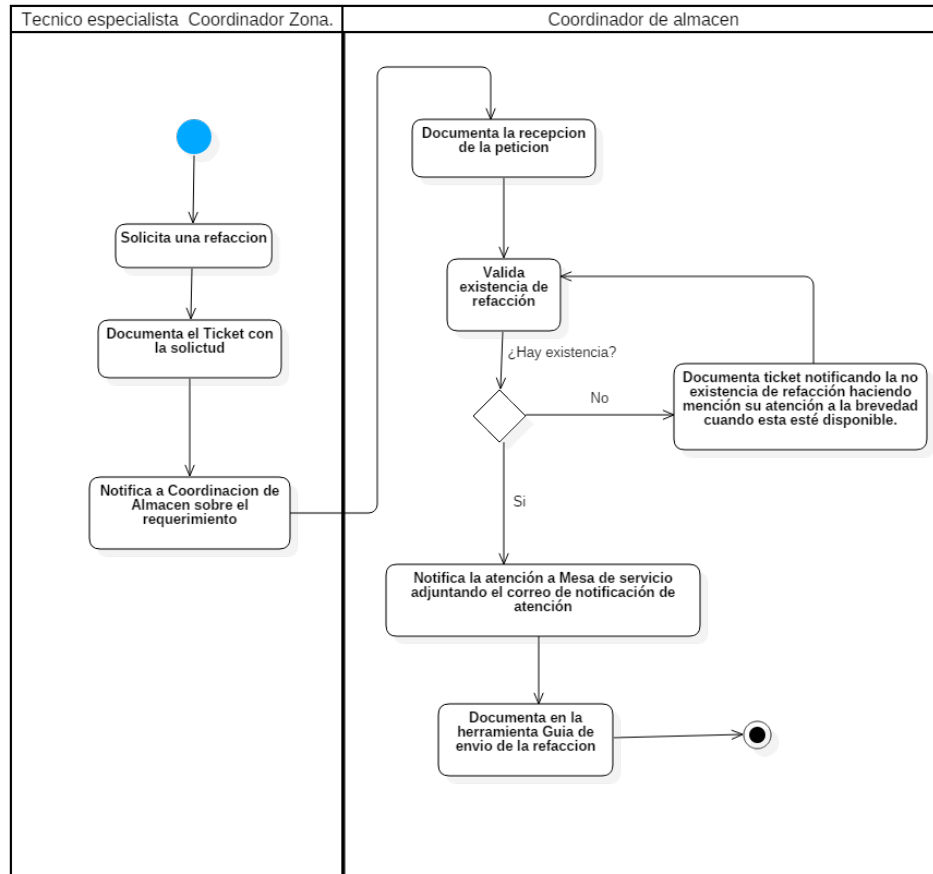 Tecnico especialista  Coordinador Zona.
Coordinador de almacen
Solicita una refaccion
Documenta el Ticket con
la solictud
Notifica a Coordinacion de
Almacen sobre el
requerimiento
Documenta la recepcion
de la peticion
Valida
existencia de
refacción
¿Hay existencia?
No
Documenta ticket notificando la no
existencia de refacción haciendo
mención su atención a la brevedad
cuando esta esté disponible.
Si
Notifica la atención a Mesa de servicio
adjuntando el correo de notificación de
atención
Documenta en la
herramienta Guia de
envio de la refaccion